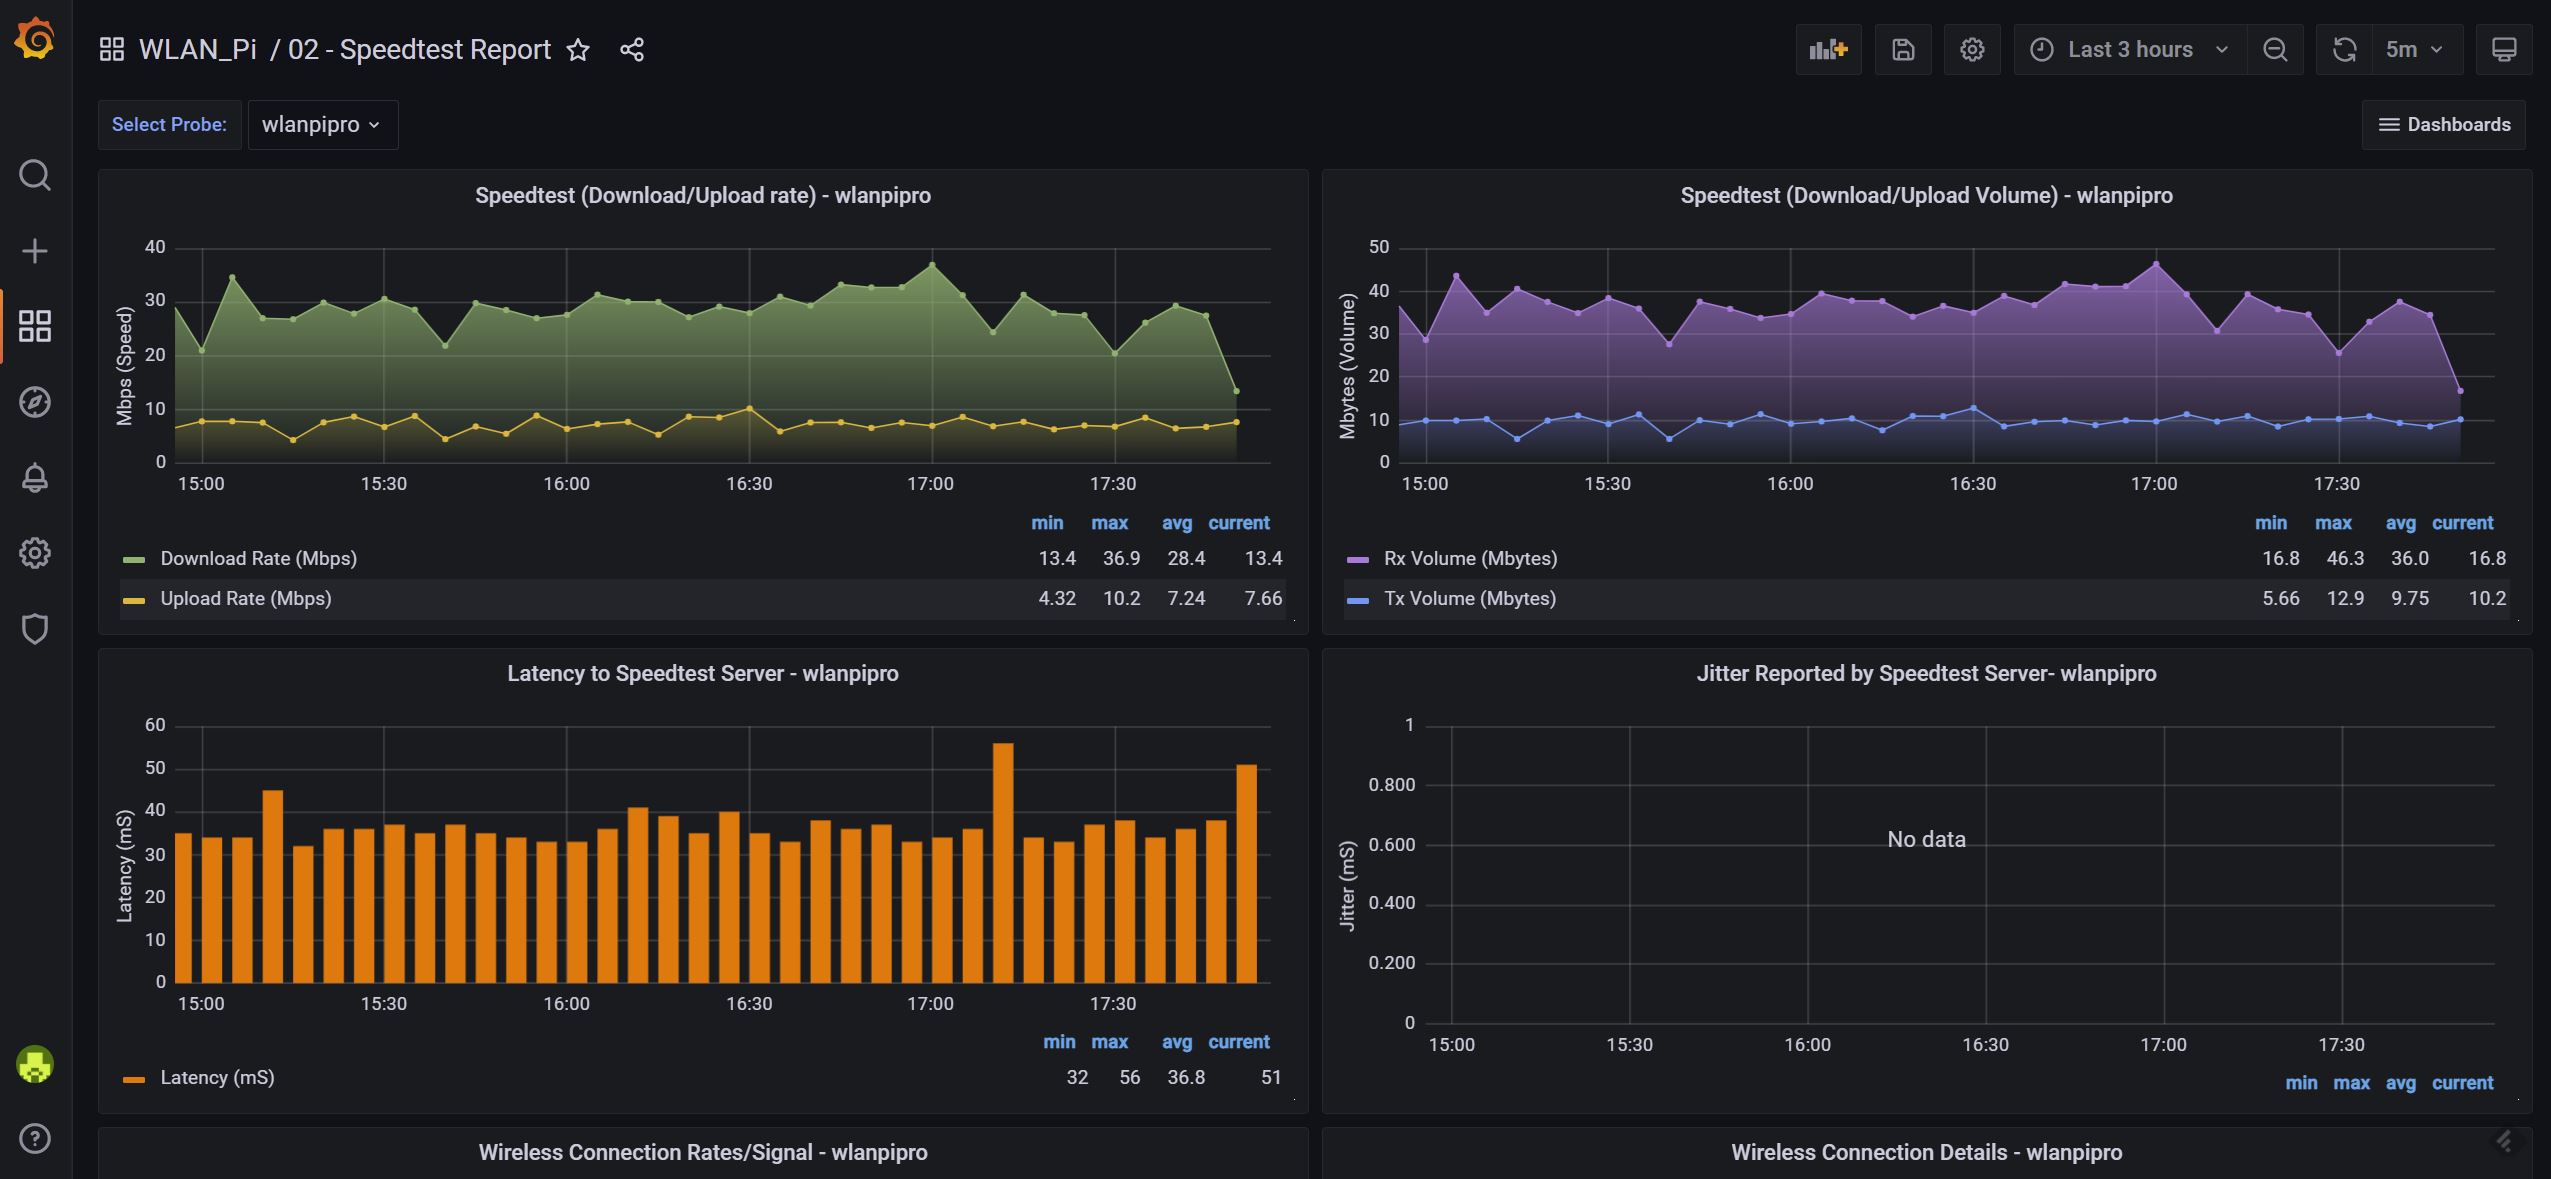 WLAN_Pi / 02 - Speedtest Report
Last 3 hours
5m
Select Probe:
wlanpipro
Dashboards
Speedtest (Download/Upload rate) - wlanpipro
Mbps (Speed)
40
30
20
10
0
15:00 15:30 16:00 16:30 17:00 17:30
min max avg current
Download Rate (Mbps) 13.4 36.9 28.4 13.4
Upload Rate (Mbps) 4.32 10.2 7.24 7.66
Speedtest (Download/Upload Volume) - wlanpipro
Mbytes (Volume)
50
40
30
20
10
0
15:00 15:30 16:00 16:30 17:00 17:30
min max avg current
Rx Volume (Mbytes) 16.8 46.3 36.0 16.8
Tx Volume (Mbytes) 5.66 12.9 9.75 10.2
Latency to Speedtest Server - wlanpipro
Latency (mS)
60
50
40
30
20
10
0
15:00 15:30 16:00 16:30 17:00 17:30
min max avg current
Latency (mS) 32 56 36.8 51
Jitter Reported by Speedtest Server- wlanpipro
Jitter (mS)
1
0.800
0.600
0.400
0.200
0
No data
15:00 15:30 16:00 16:30 17:00 17:30
min max avg current
Wireless Connection Rates/Signal - wlanpipro
Wireless Connection Details - wlanpipro